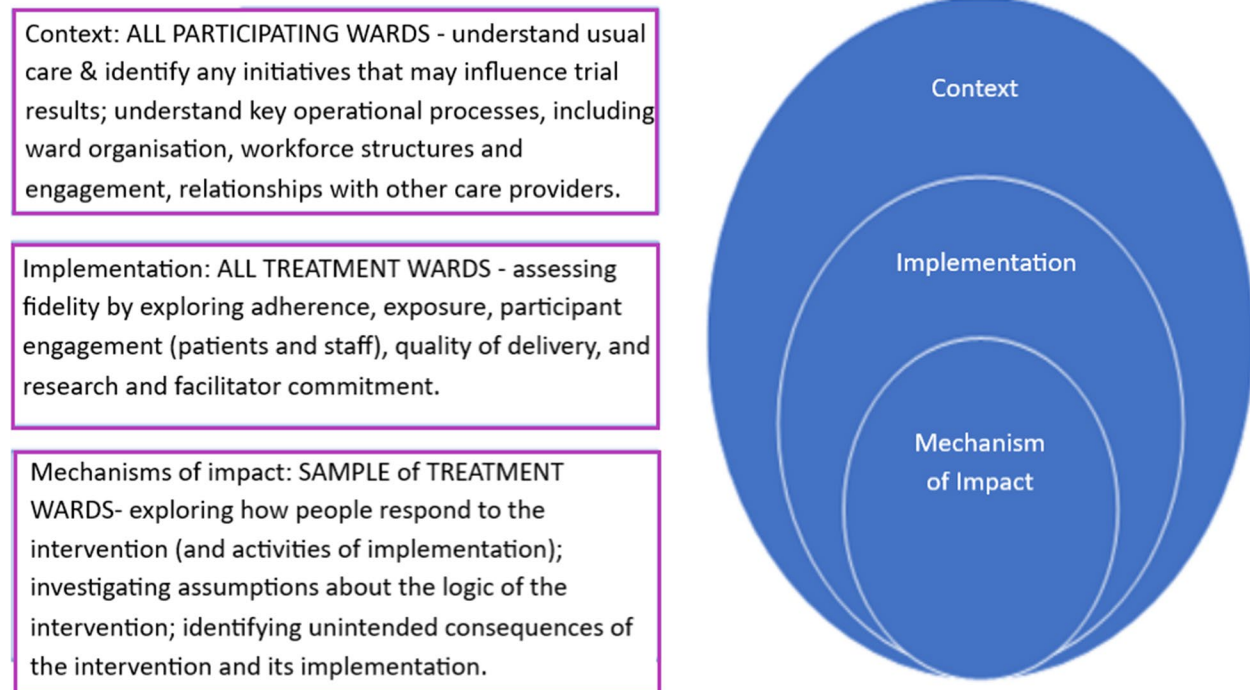 Context: ALL PARTICIPATING WARDS - understand usual
care & identify any initiatives that may influence trial
results; understand key operational processes, including
ward organisation, workforce structures and
engagement, relationships with other care providers.
Implementation: ALL TREATMENT WARDS - assessing
fidelity by exploring adherence, exposure, participant
engagement (patients and staff), quality of delivery, and
research and facilitator commitment.
Mechanisms of impact: SAMPLE of TREATMENT
WARDS- exploring how people respond to the
intervention (and activities of implementation);
investigating assumptions about the logic of the
intervention; identifying unintended consequences of
the intervention and its implementation.
Context
Implementation
Mechanism
of Impact